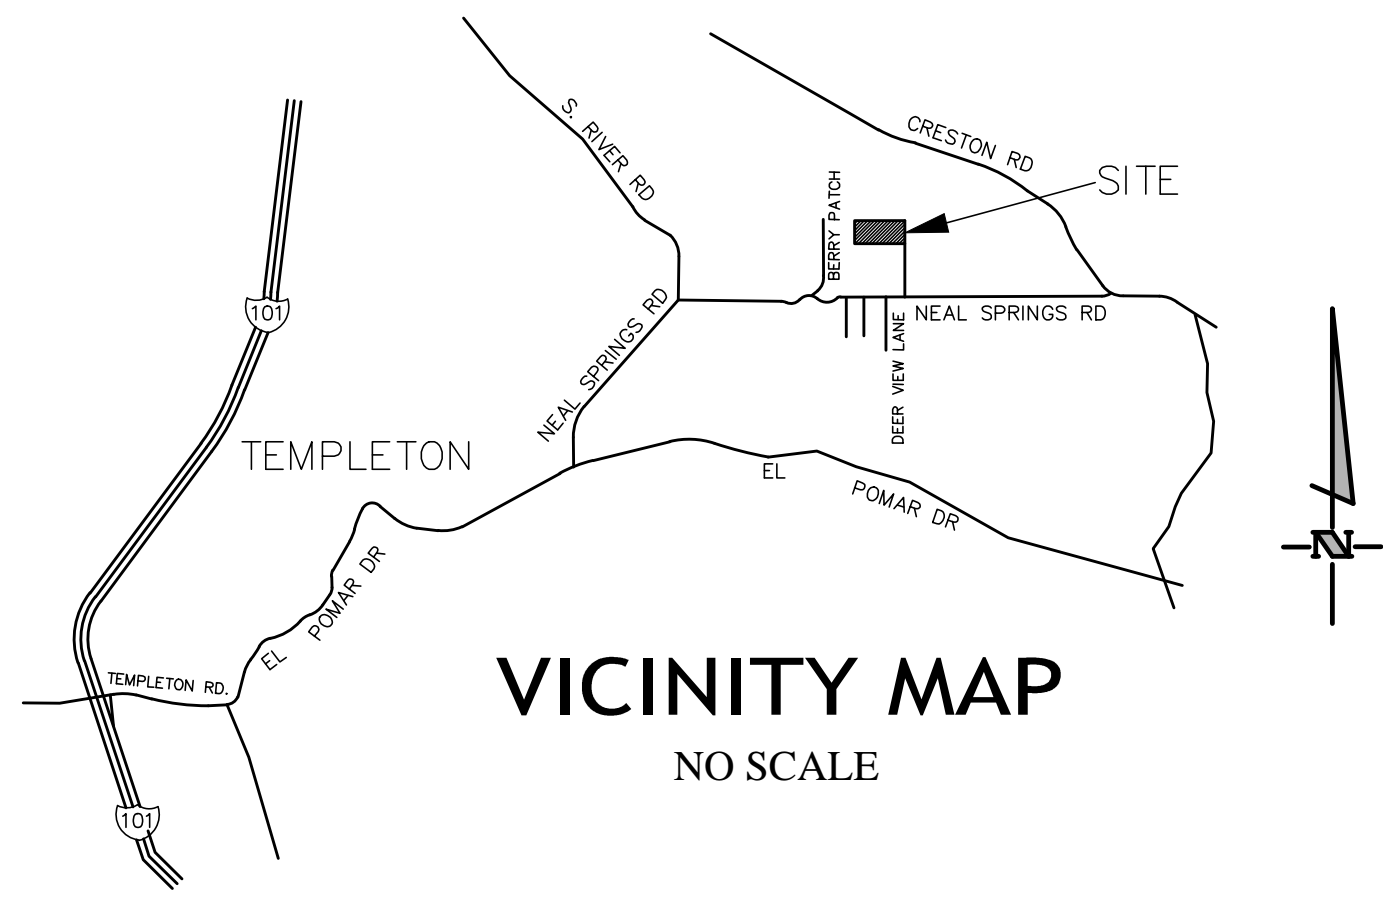 S. RIVER RD
CRESTON RD
SITE
BERRY PATCH
101
NEAL SPRINGS RD
NEAL SPRINGS RD
DEER VIEW LANE
TEMPLETON
EL POMAR DR
EL POMAR DR
N
TEMPLETON RD.
VICINITY MAP
NO SCALE
101